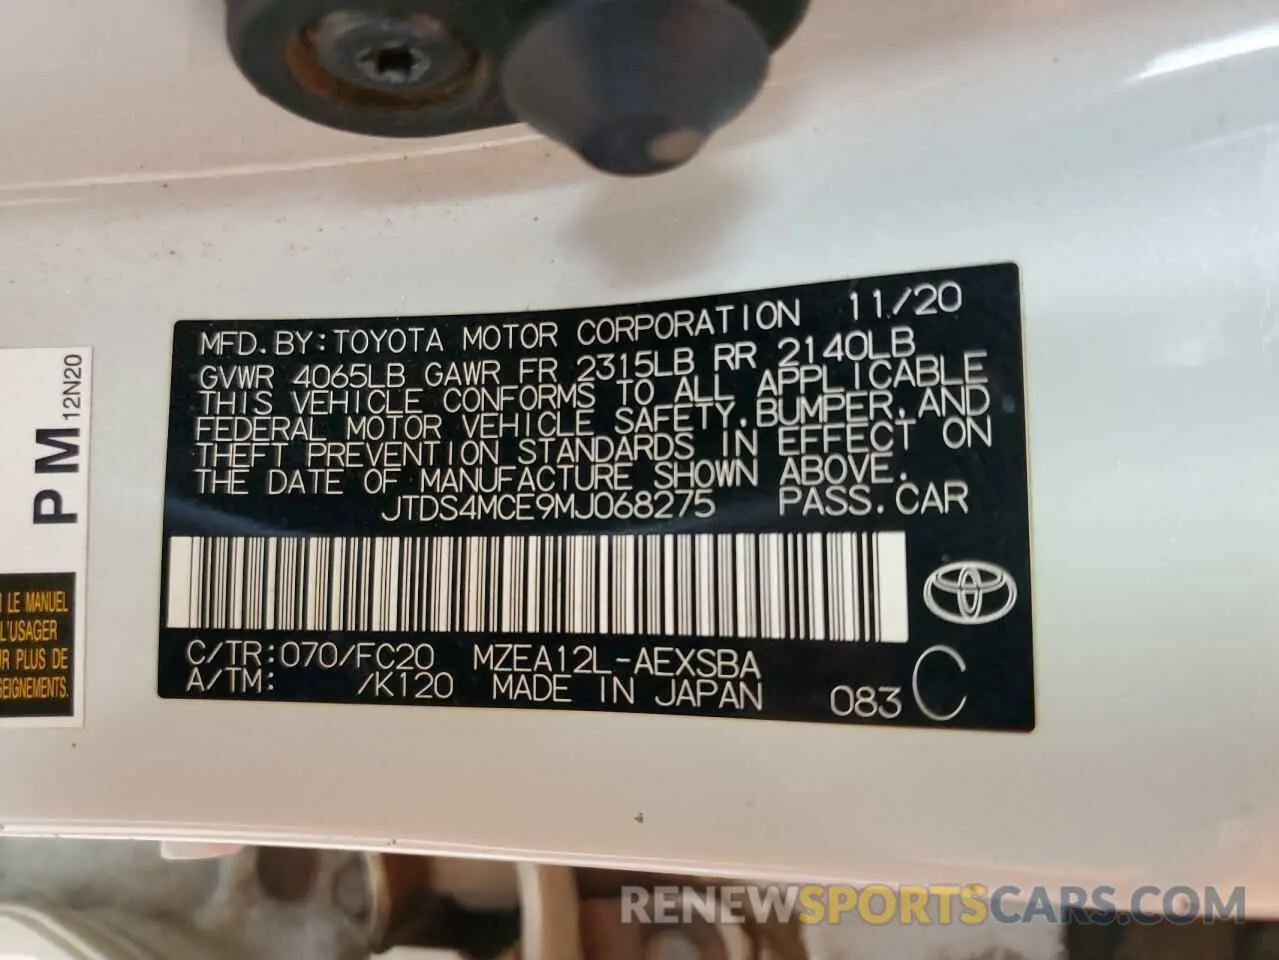 MFD.BY:TOYOTA MOTOR CORPORATION 11/20
GVWR 4065LB GAWR FR 2315LB RR 2140LB
THIS VEHICLE CONFORMS TO ALL APPLICABLE
FEDERAL MOTOR VEHICLE SAFETY,BUMPER,AND
THEFT PREVENTION STANDARDS IN EFFECT ON
THE DATE OF MANUFACTURE SHOWN ABOVE.
JTDS4MCE9MJ068275 PASS.CAR
C/TR:070/FC20 MZEA12L-AEXSBA
A/TM: /K120 MADE IN JAPAN 083 C
PM 12N20
LE MANUEL
L'USAGER
PLUS DE
RENEWSPORTSCARS.COM